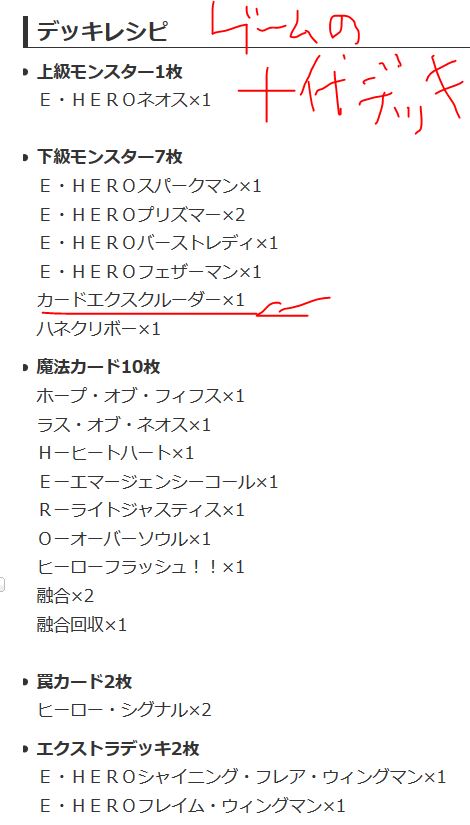 デッキレシピ
ゲームの
十代デッキ
上級モンスター1枚
Ｅ・ＨＥＲＯネオス×1
下級モンスター7枚
Ｅ・ＨＥＲＯスパークマン×1
Ｅ・ＨＥＲＯプリズマー×2
Ｅ・ＨＥＲＯバーストレディ×1
Ｅ・ＨＥＲＯフェザーマン×1
カードエクスクルーダー×1
ハネクリボー×1
魔法カード10枚
ホープ・オブ・フィフス×1
ラス・オブ・ネオス×1
Ｈ－ヒートハート×1
Ｅ－エマージェンシーコール×1
Ｒ－ライトジャスティス×1
Ｏ－オーバーソウル×1
ヒーローフラッシュ！！×1
融合×2
融合回収×1
罠カード2枚
ヒーロー・シグナル×2
エクストラデッキ2枚
Ｅ・ＨＥＲＯシャイニング・フレア・ウィングマン×1
Ｅ・ＨＥＲＯフレイム・ウィングマン×1